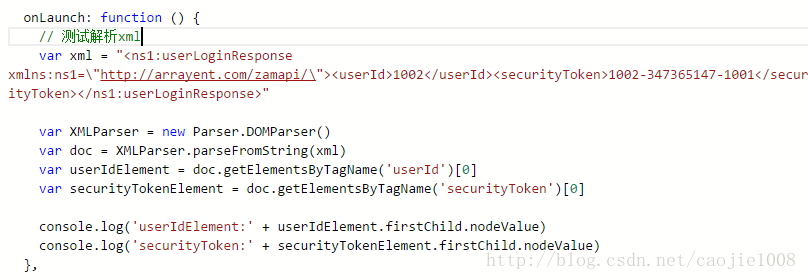 onLaunch: function () {
// 测试解析xml
var xml = "<ns1:userLoginResponse
xmlns:ns1=\"http://arrayent.com/zamapi/\"><userId>1002</userId><securityToken>1002-347365147-1001</secur
ityToken></ns1:userLoginResponse>"
var XMLParser = new Parser.DOMParser()
var doc = XMLParser.parseFromString(xml)
var userIdElement = doc.getElementsByTagName('userId')[0]
var securityTokenElement = doc.getElementsByTagName('securityToken')[0]
console.log('userIdElement:' + userIdElement.firstChild.nodeValue)
console.log('securityToken:' + securityTokenElement.firstChild.nodeValue)
},
http://blog.csdn.net/caojie1008